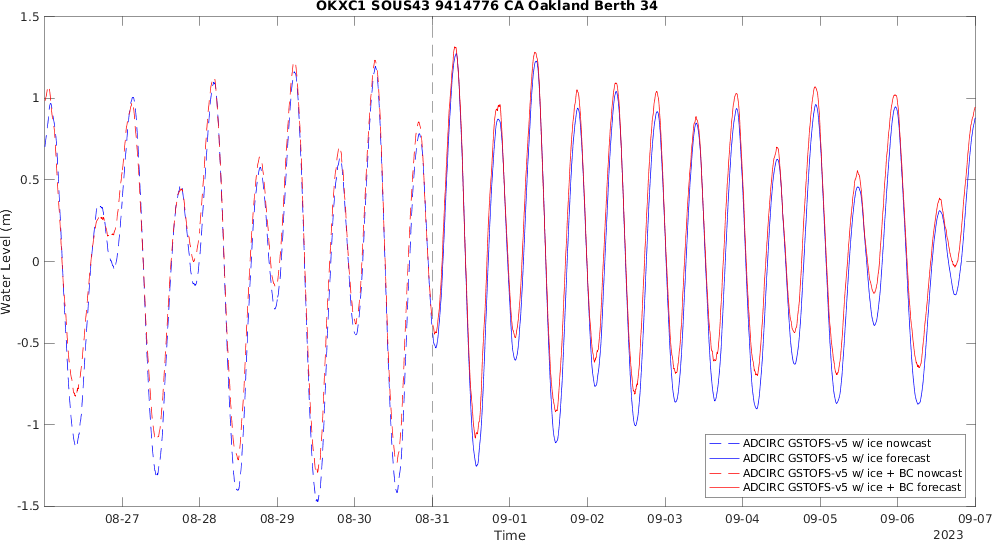 OKXC1 SOUS43 9414776 CA Oakland Berth 34
1.5
1
0.5
0
-0.5
-1
-1.5
Water Level (m)
ADCIRC GSTOFS-v5 w/ ice nowcast
ADCIRC GSTOFS-v5 w/ ice forecast
ADCIRC GSTOFS-v5 w/ ice + BC nowcast
ADCIRC GSTOFS-v5 w/ ice + BC forecast
08-27 08-28 08-29 08-30 08-31 09-01 09-02 09-03 09-04 09-05 09-06 09-07
Time
2023